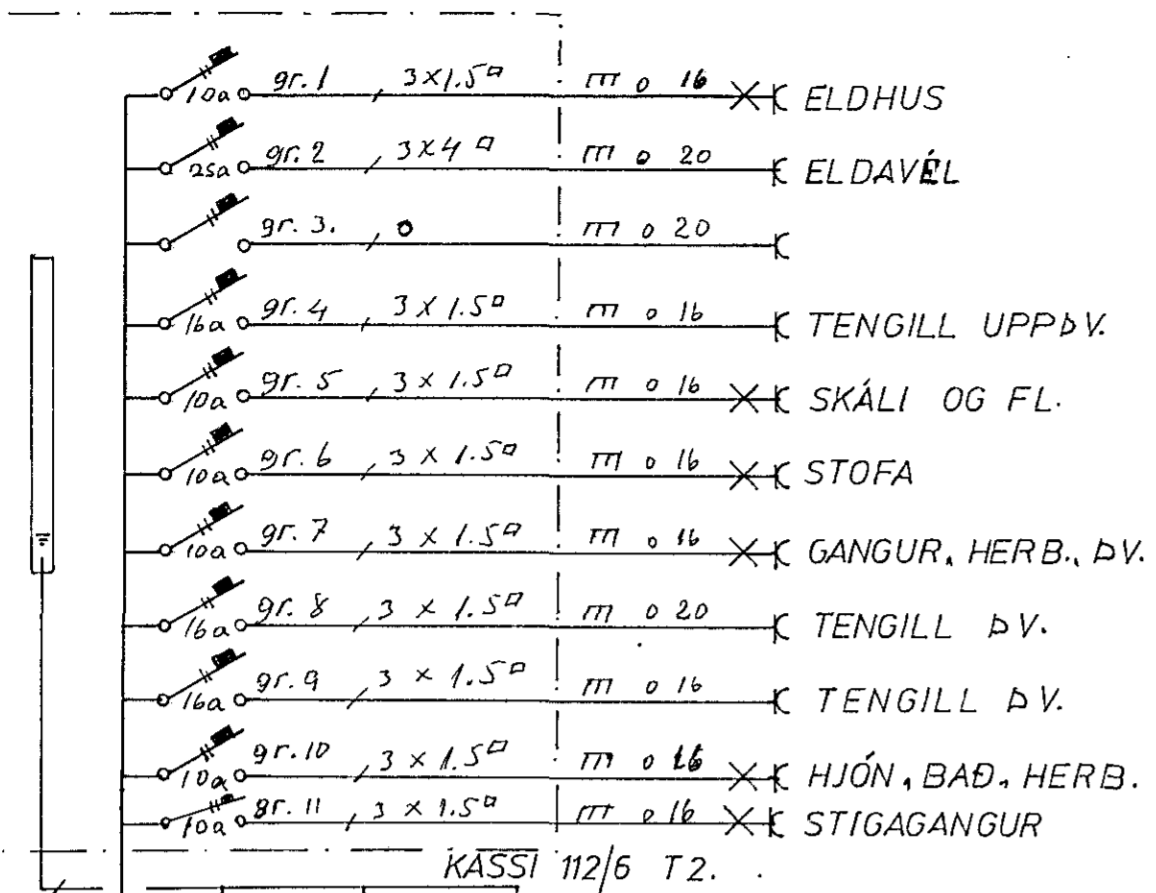 10a gr. 1 3×1.5▫ m o 16 ELDHUS
25a gr. 2 3×4▫ m o 20 ELDAVÉL
gr. 3. 0 m o 20
16a gr. 4 3 × 1.5▫ m o 16 TENGILL UPPÞV.
10a gr. 5 3 × 1.5▫ m o 16 SKÁLI OG FL.
10a gr. 6 3 × 1.5▫ m o 16 STOFA
10a gr. 7 3 × 1.5▫ m o 16 GANGUR, HERB., ÞV.
16a gr. 8 3 × 1.5▫ m o 20 TENGILL ÞV.
16a gr. 9 3 × 1.5▫ m o 16 TENGILL ÞV.
10a gr. 10 3 × 1.5▫ m o 16 HJÓN, BAÐ, HERB.
10a gr. 11 3 × 1.5▫ m o 16 STIGAGANGUR
KASSI 112/6 T2.